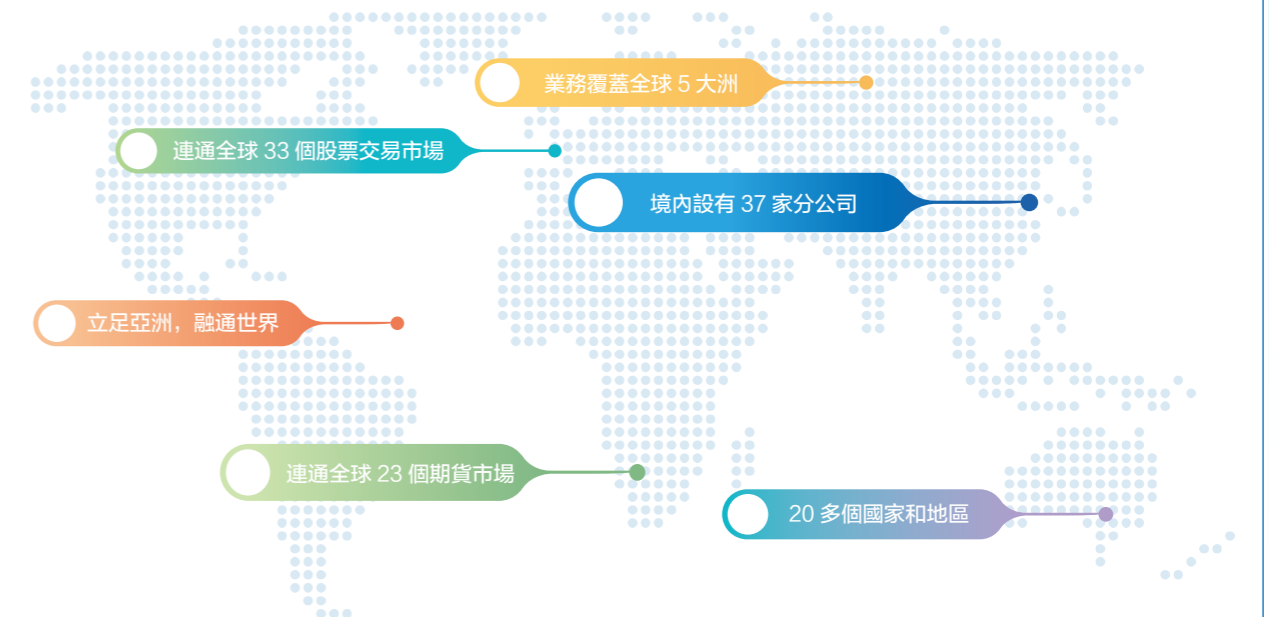 業務覆蓋全球 5 大洲
連通全球 33 個股票交易市場
境內設有 37 家分公司
立足亞洲，融通世界
連通全球 23 個期貨市場
20 多個國家和地區